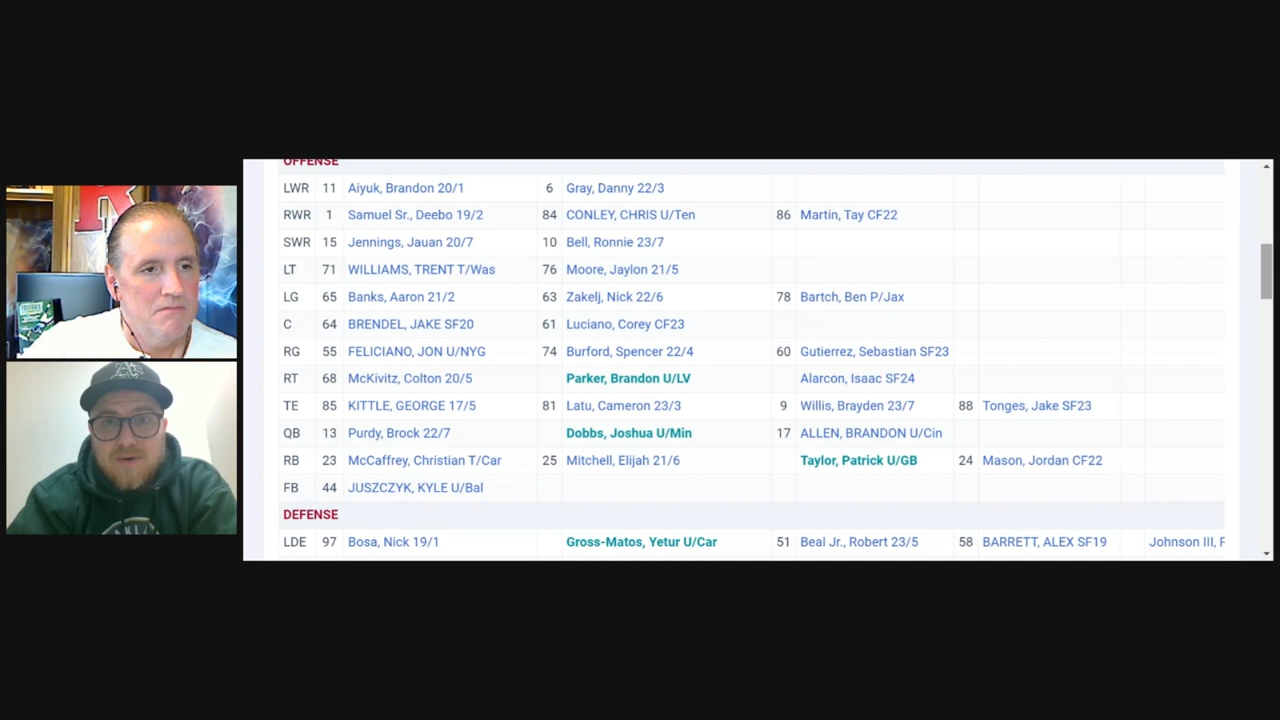 OFFENSE
LWR 11 Aiyuk, Brandon 20/1 6 Gray, Danny 22/3
RWR 1 Samuel Sr., Deebo 19/2 84 CONLEY, CHRIS U/Ten 86 Martin, Tay CF22
SWR 15 Jennings, Jauan 20/7 10 Bell, Ronnie 23/7
LT 71 WILLIAMS, TRENT T/Was 76 Moore, Jaylon 21/5
LG 65 Banks, Aaron 21/2 63 Zakelj, Nick 22/6 78 Bartch, Ben P/Jax
C 64 BRENDEL, JAKE SF20 61 Luciano, Corey CF23
RG 55 FELICIANO, JON U/NYG 74 Burford, Spencer 22/4 60 Gutierrez, Sebastian SF23
RT 68 McKivitz, Colton 20/5 Parker, Brandon U/LV Alarcon, Isaac SF24
TE 85 KITTLE, GEORGE 17/5 81 Latu, Cameron 23/3 9 Willis, Brayden 23/7 88 Tonges, Jake SF23
QB 13 Purdy, Brock 22/7 Dobbs, Joshua U/Min 17 ALLEN, BRANDON U/Cin
RB 23 McCaffrey, Christian T/Car 25 Mitchell, Elijah 21/6 Taylor, Patrick U/GB 24 Mason, Jordan CF22
FB 44 JUSZCZYK, KYLE U/Bal
DEFENSE
LDE 97 Bosa, Nick 19/1 Gross-Matos, Yetur U/Car 51 Beal Jr., Robert 23/5 58 BARRETT, ALEX SF19 Johnson III,